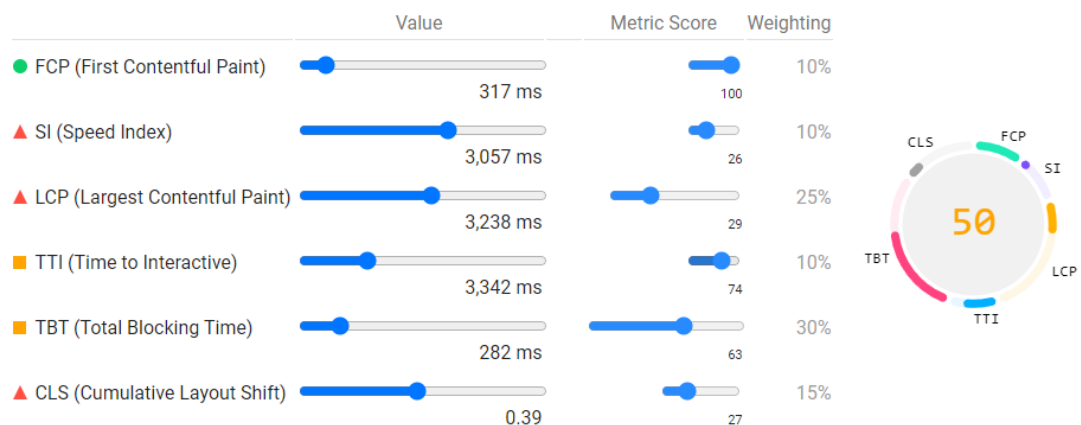 Value Metric Score Weighting
FCP (First Contentful Paint) 10%
317 ms 100
SI (Speed Index) 10%
3,057 ms 26
LCP (Largest Contentful Paint) 25%
3,238 ms 29
TTI (Time to Interactive) 10%
3,342 ms 74
TBT (Total Blocking Time) 30%
282 ms 63
CLS (Cumulative Layout Shift) 15%
0.39 27
CLS FCP
SI
50
TBT
LCP
TTI